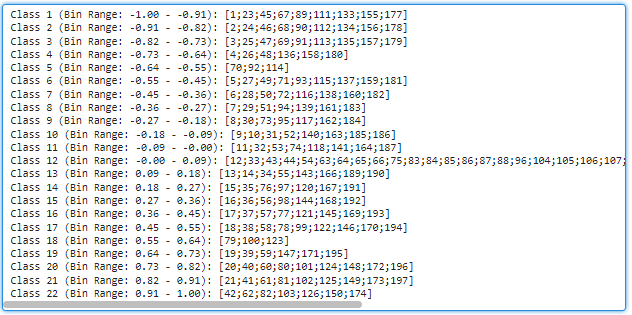 Class 1 (Bin Range: -1.00 - -0.91): [1;23;45;67;89;111;133;155;177]
Class 2 (Bin Range: -0.91 - -0.82): [2;24;46;68;90;112;134;156;178]
Class 3 (Bin Range: -0.82 - -0.73): [3;25;47;69;91;113;135;157;179]
Class 4 (Bin Range: -0.73 - -0.64): [4;26;48;136;158;180]
Class 5 (Bin Range: -0.64 - -0.55): [70;92;114]
Class 6 (Bin Range: -0.55 - -0.45): [5;27;49;71;93;115;137;159;181]
Class 7 (Bin Range: -0.45 - -0.36): [6;28;50;72;116;138;160;182]
Class 8 (Bin Range: -0.36 - -0.27): [7;29;51;94;139;161;183]
Class 9 (Bin Range: -0.27 - -0.18): [8;30;73;95;117;162;184]
Class 10 (Bin Range: -0.18 - -0.09): [9;10;31;52;140;163;185;186]
Class 11 (Bin Range: -0.09 - -0.00): [11;32;53;74;118;141;164;187]
Class 12 (Bin Range: -0.00 - 0.09): [12;33;43;44;54;63;64;65;66;75;83;84;85;86;87;88;96;104;105;106;107;
Class 13 (Bin Range: 0.09 - 0.18): [13;14;34;55;143;166;189;190]
Class 14 (Bin Range: 0.18 - 0.27): [15;35;76;97;120;167;191]
Class 15 (Bin Range: 0.27 - 0.36): [16;36;56;98;144;168;192]
Class 16 (Bin Range: 0.36 - 0.45): [17;37;57;77;121;145;169;193]
Class 17 (Bin Range: 0.45 - 0.55): [18;38;58;78;99;122;146;170;194]
Class 18 (Bin Range: 0.55 - 0.64): [79;100;123]
Class 19 (Bin Range: 0.64 - 0.73): [19;39;59;147;171;195]
Class 20 (Bin Range: 0.73 - 0.82): [20;40;60;80;101;124;148;172;196]
Class 21 (Bin Range: 0.82 - 0.91): [21;41;61;81;102;125;149;173;197]
Class 22 (Bin Range: 0.91 - 1.00): [42;62;82;103;126;150;174]